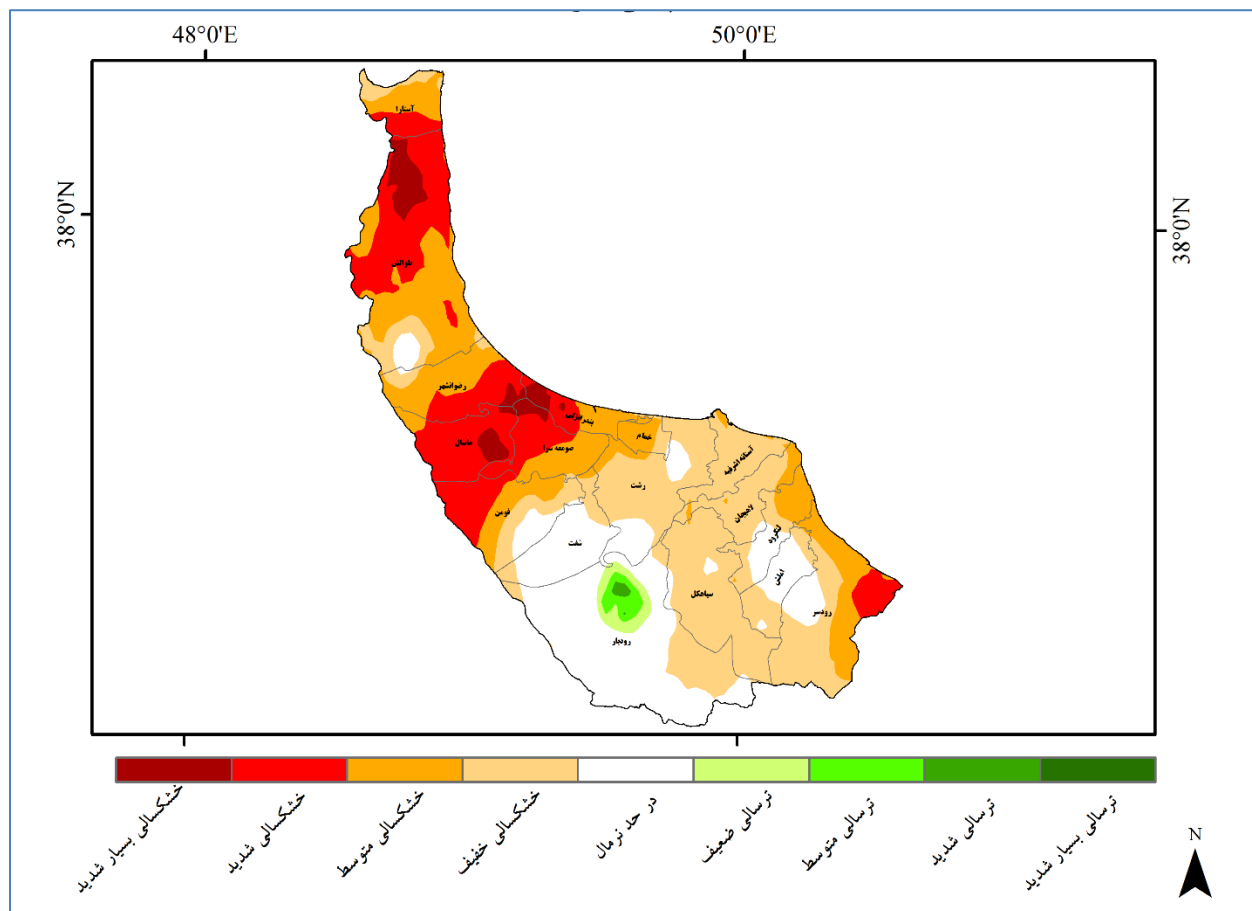 48°0'E
50°0'E
38°0'N
38°0'N
آستارا
طوالش
رضوانشهر
بندر انزلی
ماسال
صومعه سرا
خمام
آستانه اشرفیه
رشت
لاهیجان
فومن
لنگرود
شفت
املش
سیاهکل
رودسر
رودبار
خشکسالی بسیار شدید
خشکسالی شدید
خشکسالی متوسط
خشکسالی خفیف
در حد نرمال
ترسالی ضعیف
ترسالی متوسط
ترسالی شدید
ترسالی بسیار شدید
N